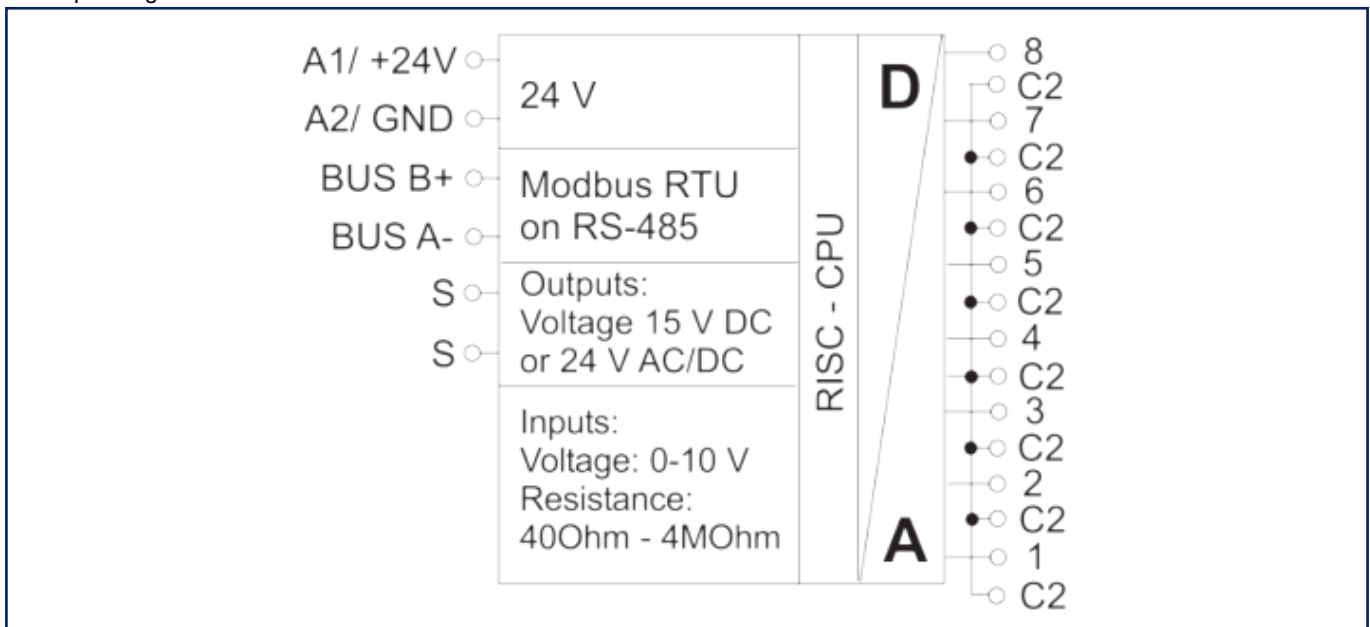 A1/ +24V
A2/ GND
BUS B+
BUS A-
S
S
24 V
Modbus RTU
on RS-485
Outputs:
Voltage 15 V DC
or 24 V AC/DC
Inputs:
Voltage: 0-10 V
Resistance:
40Ohm - 4MOhm
RISC - CPU
D
A
8
C2
7
C2
6
C2
5
C2
4
C2
3
C2
2
C2
1
C2